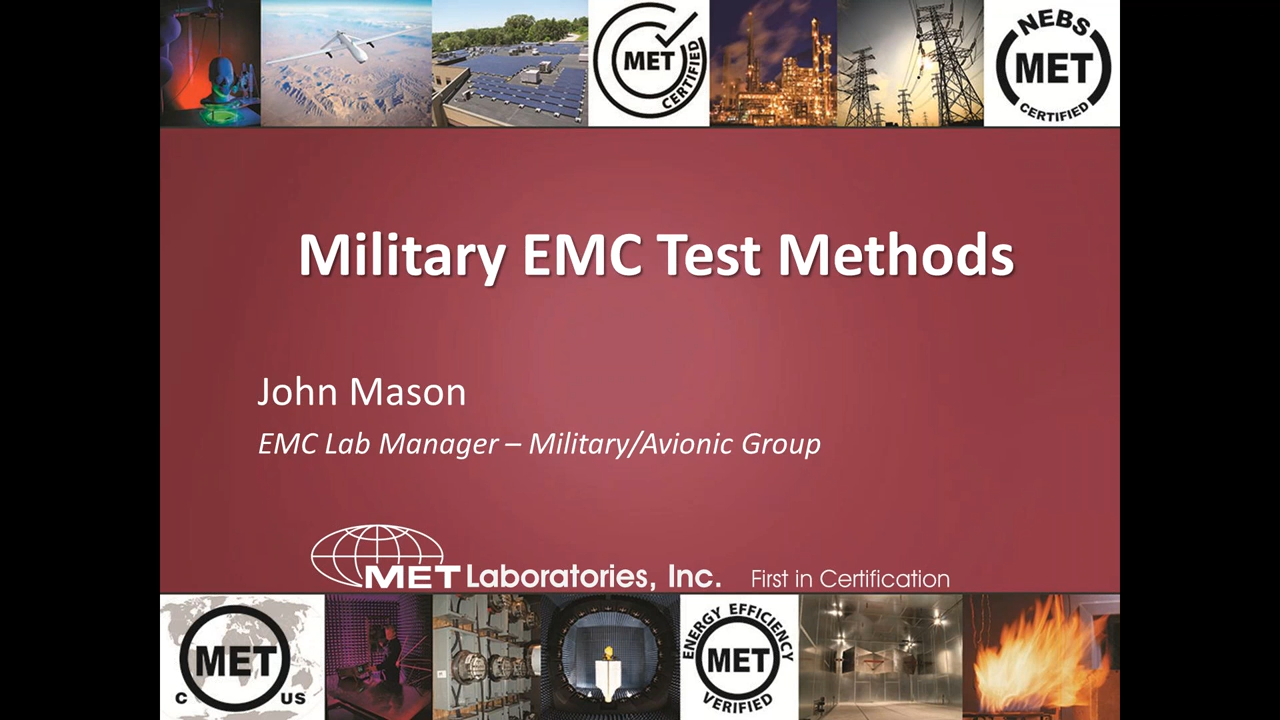 MET
CERTIFIED
NEBS
MET
CERTIFIED
Military EMC Test Methods
John Mason
EMC Lab Manager – Military/Avionic Group
MET Laboratories, Inc. First in Certification
MET
C US
ENERGY EFFICIENCY
MET
VERIFIED